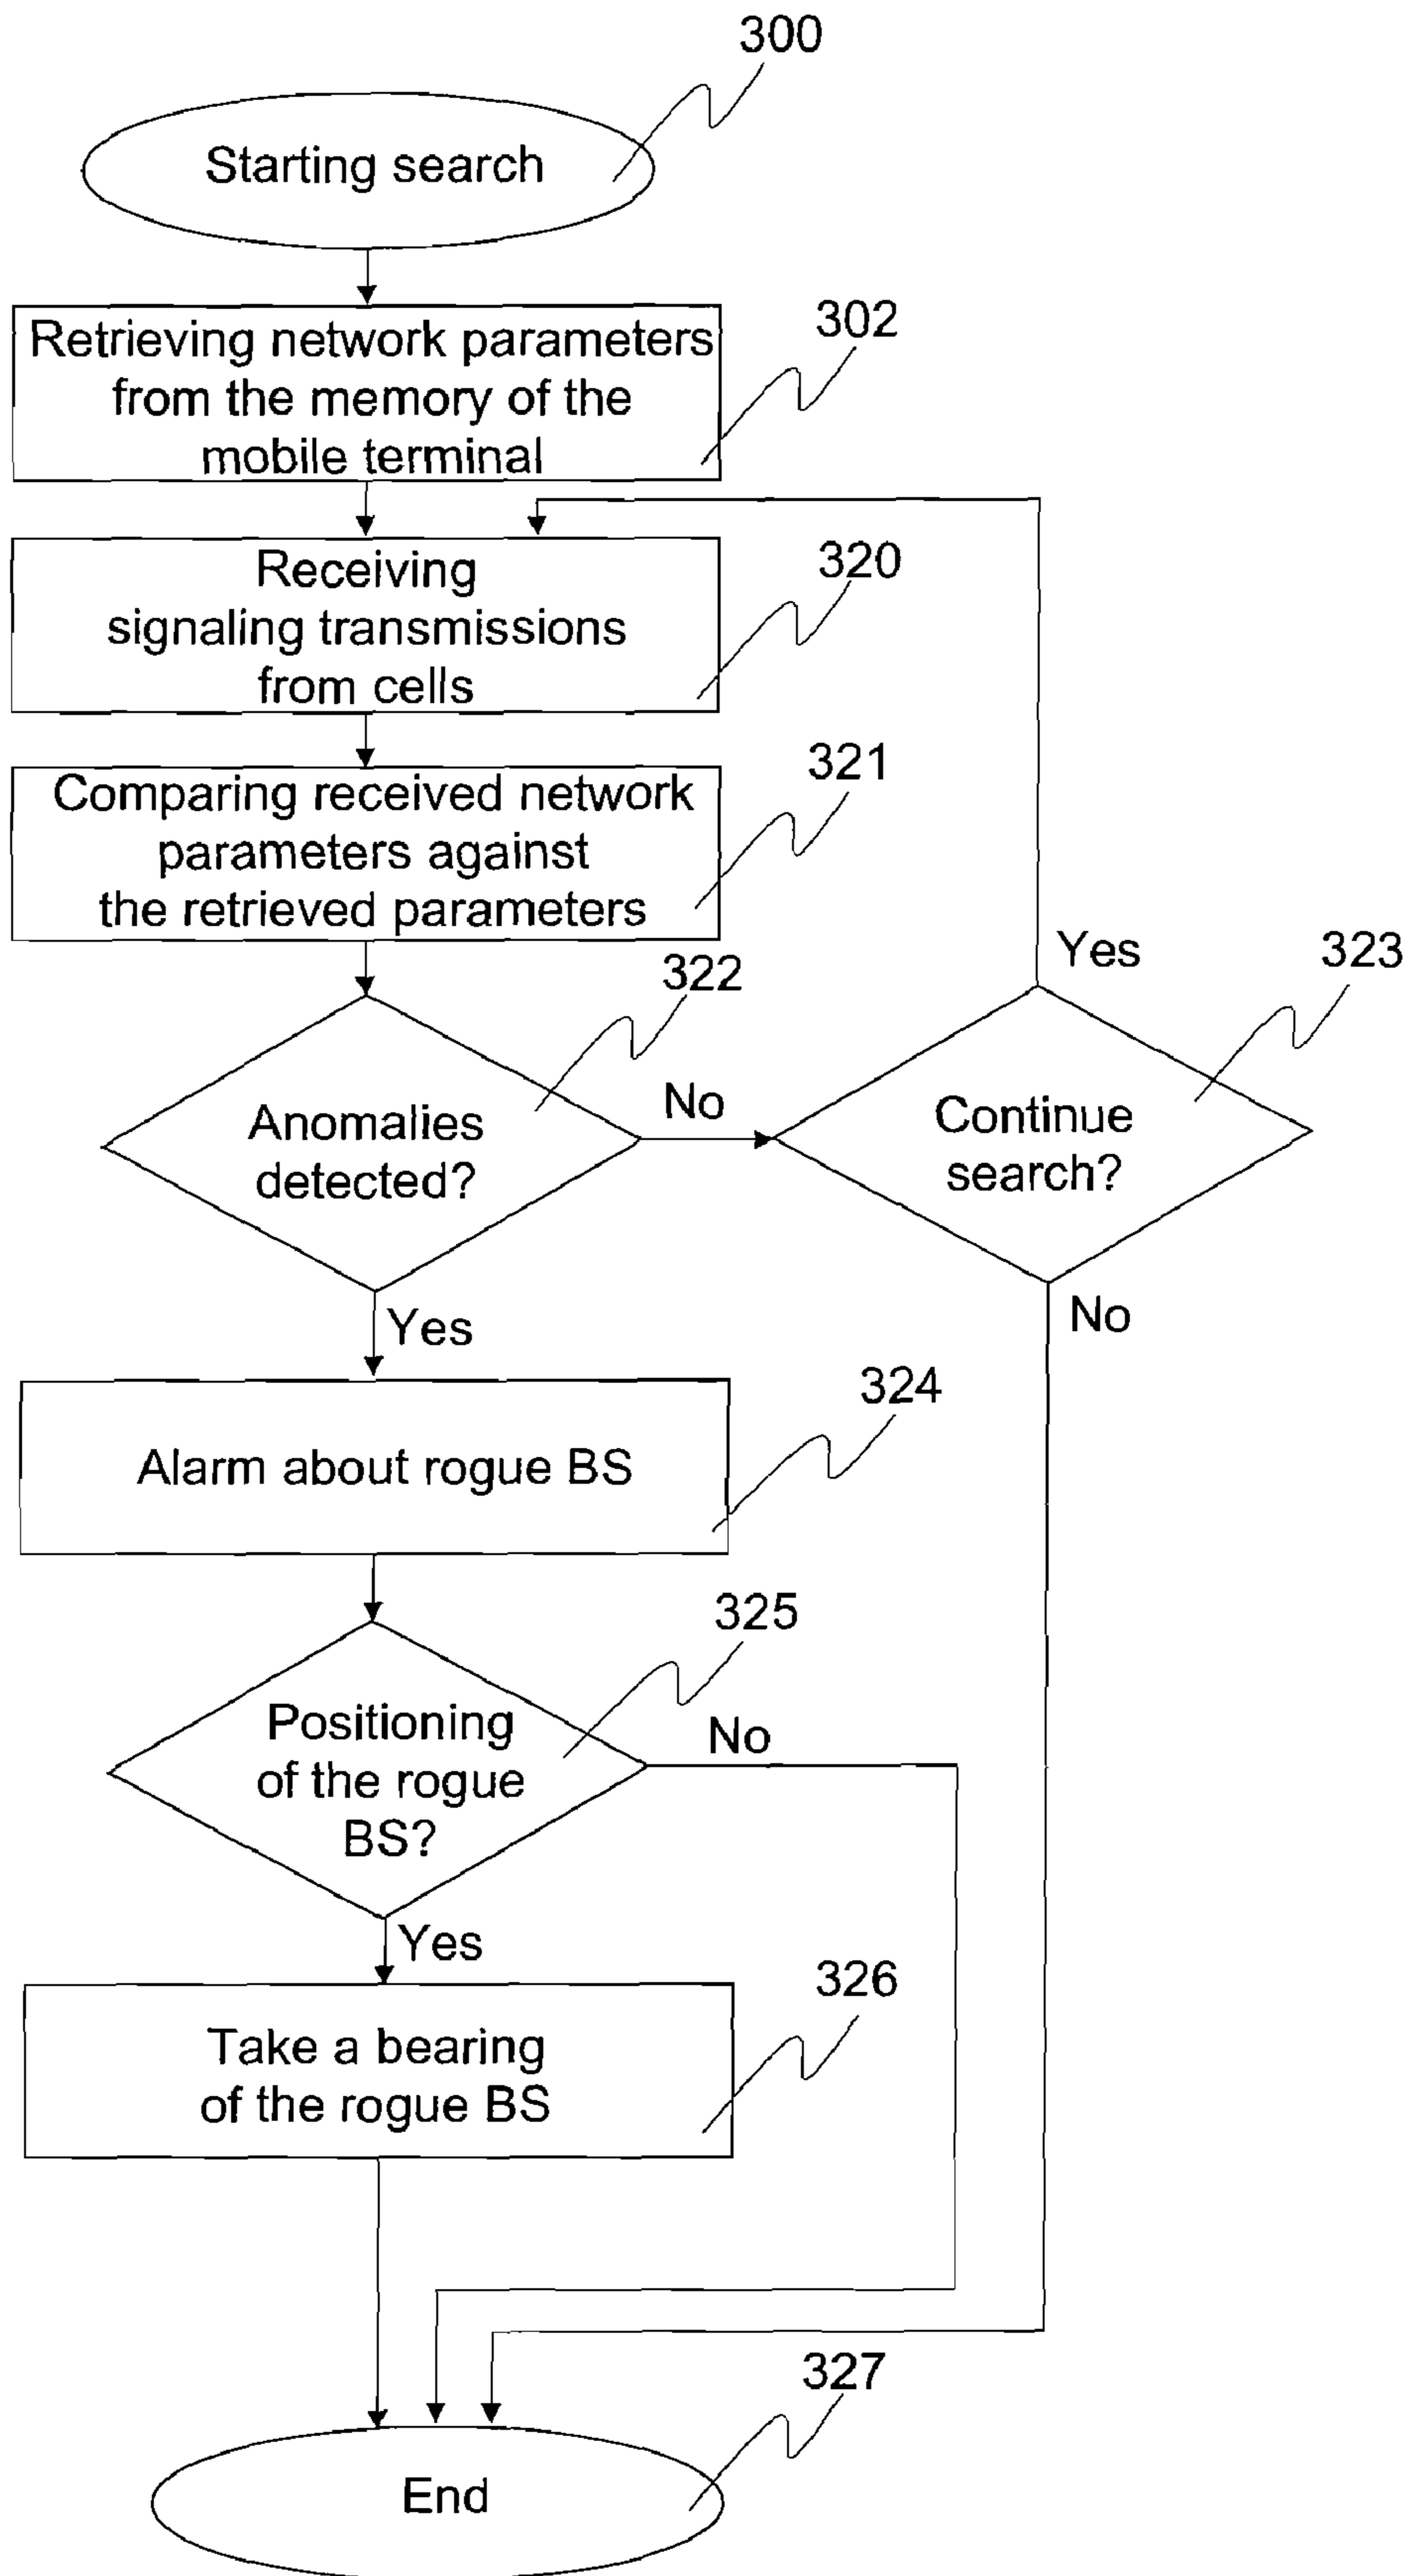 300
Starting search
302
Retrieving network parameters
from the memory of the
mobile terminal
320
Receiving
signaling transmissions
from cells
321
Comparing received network
parameters against
the retrieved parameters
322
Anomalies
detected?
No
Yes
323
Continue
search?
Yes
No
324
Alarm about rogue BS
325
Positioning
of the rogue
BS?
No
Yes
326
Take a bearing
of the rogue BS
327
End